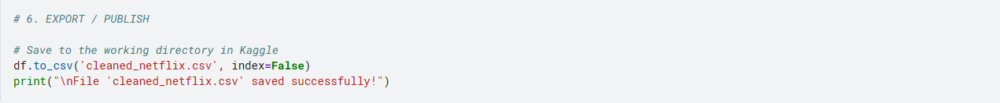 # 6. EXPORT / PUBLISH
# Save to the working directory in Kaggle
df.to_csv('cleaned_netflix.csv', index=False)
print("\nFile 'cleaned_netflix.csv' saved successfully!")